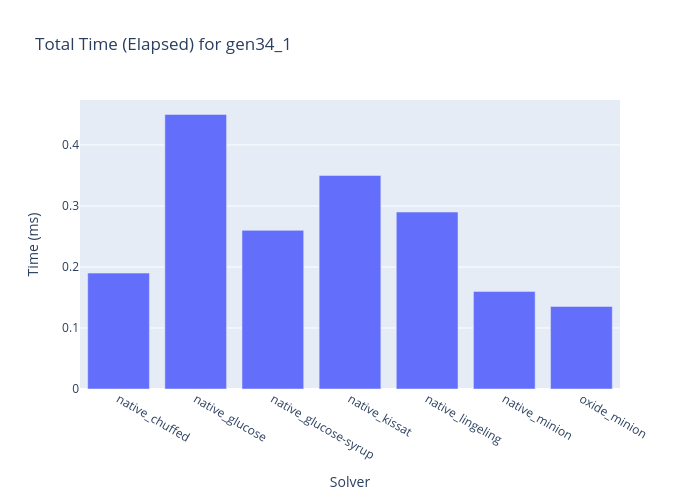 Total Time (Elapsed) for gen34_1
Time (ms)
0.4
0.3
0.2
0.1
0
native_chuffed
native_glucose
native_glucose-syrup
native_kissat
native_lingeling
native_minion
oxide_minion
Solver